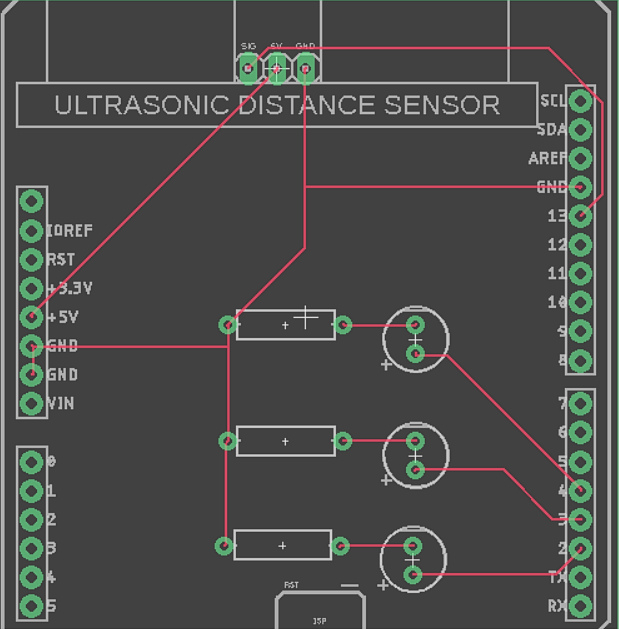 SIG 5V GND
ULTRASONIC DISTANCE SENSOR
SCL
SDA
AREF
GND
13
12
11
10
9
8
IOREF
RST
+3.3V
+5V
GND
GND
VIN
7
6
5
4
3
2
TX
RX
0
1
2
3
4
5
+
+
+
RST
ISP